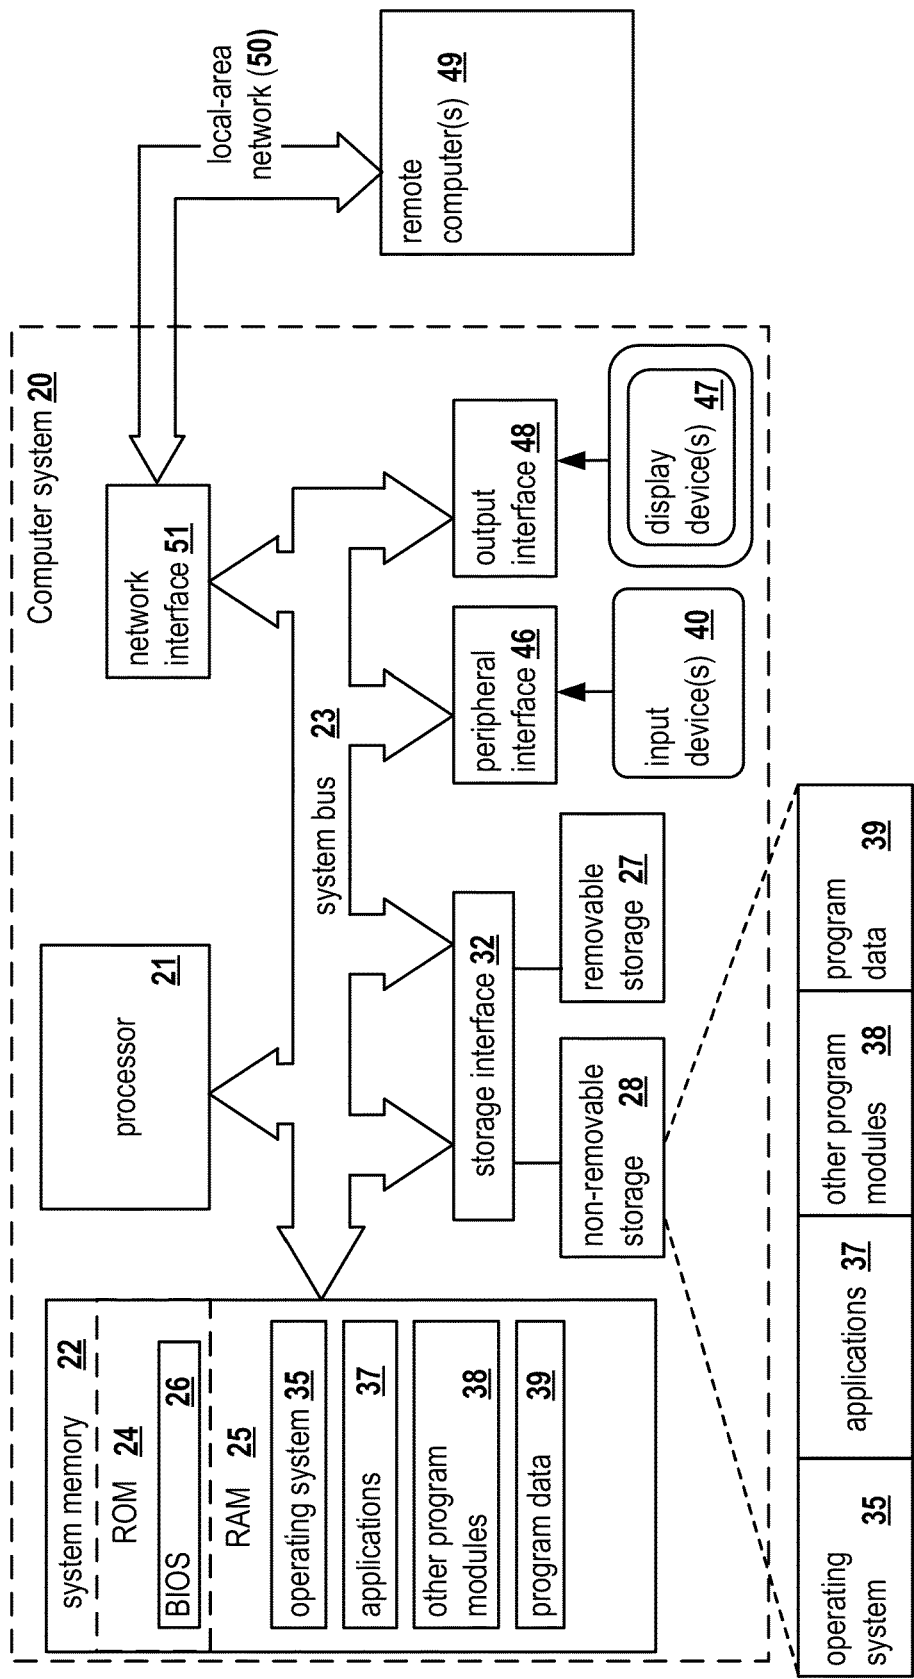 Computer system 20
system memory 22
ROM 24
BIOS 26
RAM 25
operating system 35
applications 37
other program
modules 38
program data 39
processor 21
system bus 23
network
interface 51
local-area
network (50)
remote
computer(s) 49
storage interface 32
non-removable
storage 28
removable
storage 27
peripheral
interface 46
output
interface 48
input
device(s) 40
display
device(s) 47
operating
system 35
applications 37
other program
modules 38
program
data 39